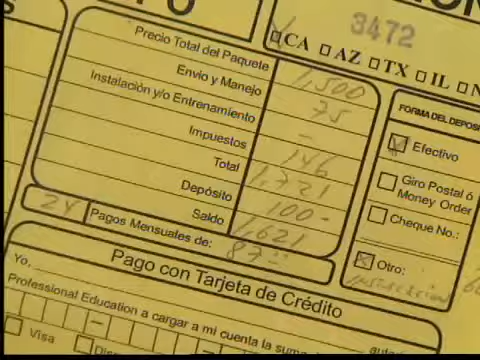 3472
CA AZ TX IL
Precio Total del Paquete 1,500
Envio y Manejo 75
Instalación y/o Entrenamiento -
Impuestos 146
Total 1,721
Depósito 100-
Saldo 1,621
24 Pagos Mensuales de: 87
FORMA DEL DEPOS
Efectivo
Giro Postal ó
Money Order
Cheque No.:
Otro:
Pago con Tarjeta de Crédito
Yo,
Professional Education a cargar a mi cuenta la suma
Visa